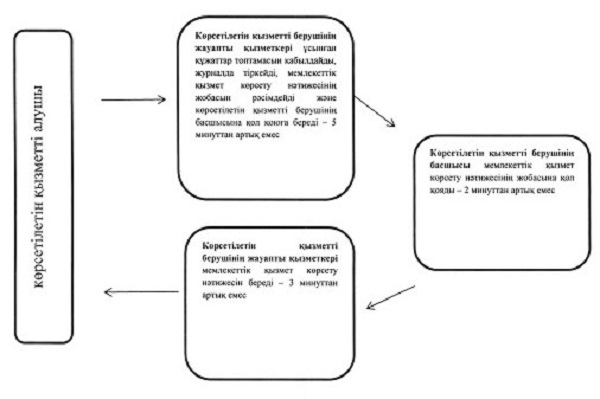 көрсетілетін қызметті алушы
Көрсетілетін қызметті берушінің
жауапты қызметкері ұсынған
құжаттар топтамасын қабылдайды,
журналда тіркейді, мемлекеттік
қызмет көрсету нәтижесінің
жобасын рәсімдейді және
көрсетілетін қызметті берушінің
басшысына қол қоюға береді – 5
минуттан артық емес
Көрсетілетін қызметті берушінің
басшысы мемлекеттік қызмет
көрсету нәтижесінің жобасына қол
қояды – 2 минуттан артық емес
Көрсетілетін қызметті
берушінің жауапты қызметкері
мемлекеттік қызмет көрсету
нәтижесін береді – 3 минуттан
артық емес